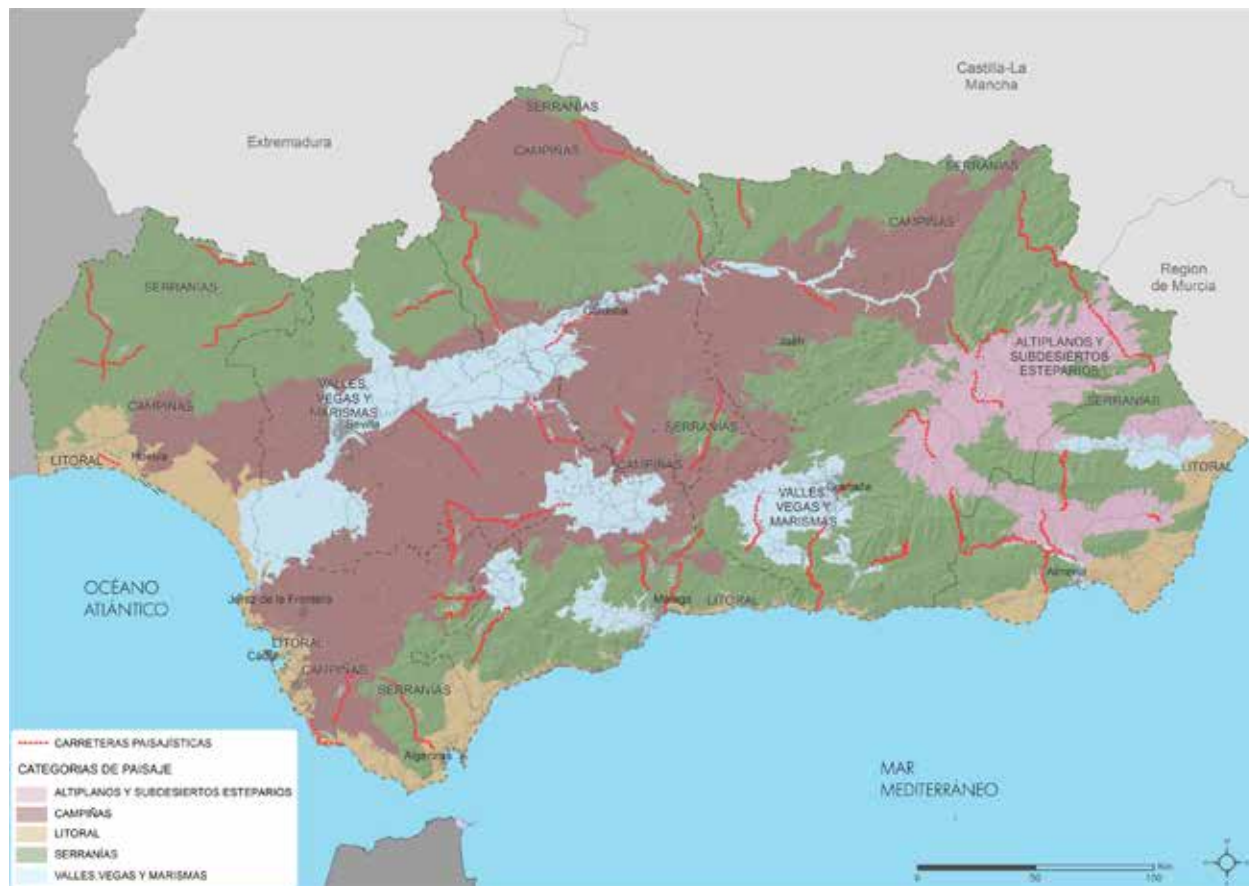 Castilla-La
Mancha
SERRANÍAS
Extremadura
CAMPIÑAS
SERRANÍAS
CAMPIÑAS
Region
de Murcia
SERRANÍAS
Córdoba
Jaén
ALTIPLANOS Y
SUBDESIERTOS
ESTEPARIOS
VALLES,
VEGAS Y
MARISMAS
Sevilla
CAMPIÑAS
SERRANÍAS
SERRANÍAS
Huelva
LITORAL
CAMPIÑAS
LITORAL
Granada
VALLES,
VEGAS Y
MARISMAS
OCÉANO
ATLÁNTICO
Jerez de la Frontera
Málaga
LITORAL
Almería
LITORAL
Cádiz
CAMPIÑAS
SERRANÍAS
Algeciras
MAR
MEDITERRÁNEO
CARRETERAS PAISAJÍSTICAS
CATEGORIAS DE PAISAJE
ALTIPLANOS Y SUBDESIERTOS ESTEPARIOS
CAMPIÑAS
LITORAL
SERRANÍAS
VALLES,VEGAS Y MARISMAS
Km
0 50 100